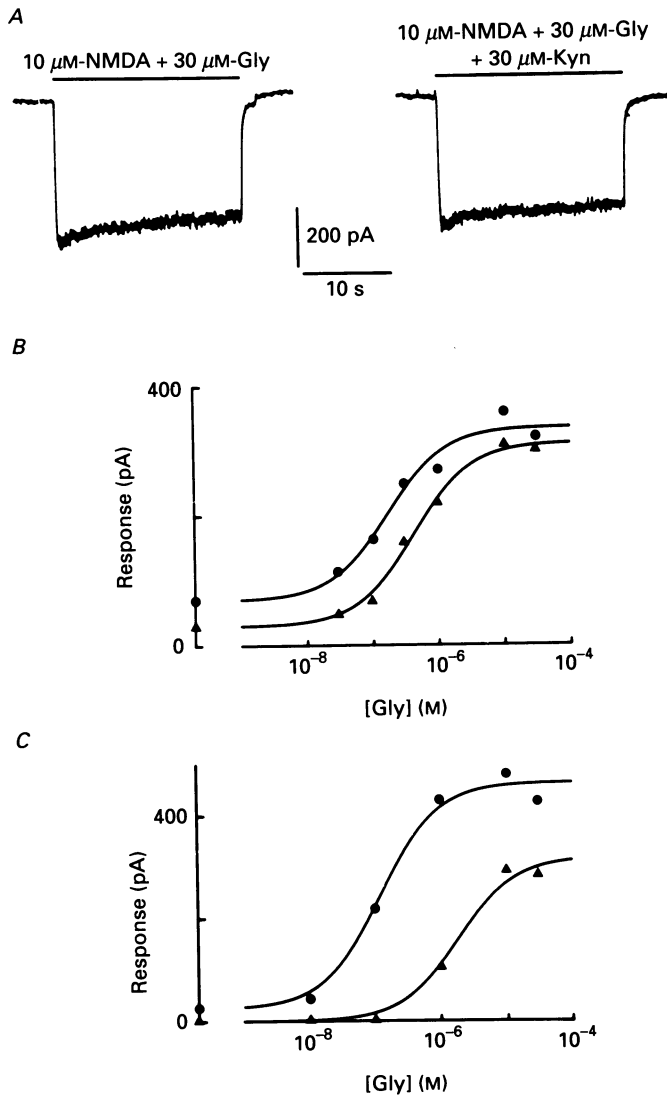 A
10 μM-NMDA + 30 μM-Gly
10 μM-NMDA + 30 μM-Gly
+ 30 μM-Kyn
200 pA
10 s
B
400
Response (pA)
0
10⁻⁸
10⁻⁶
10⁻⁴
[Gly] (M)
C
400
Response (pA)
0
10⁻⁸
10⁻⁶
10⁻⁴
[Gly] (M)